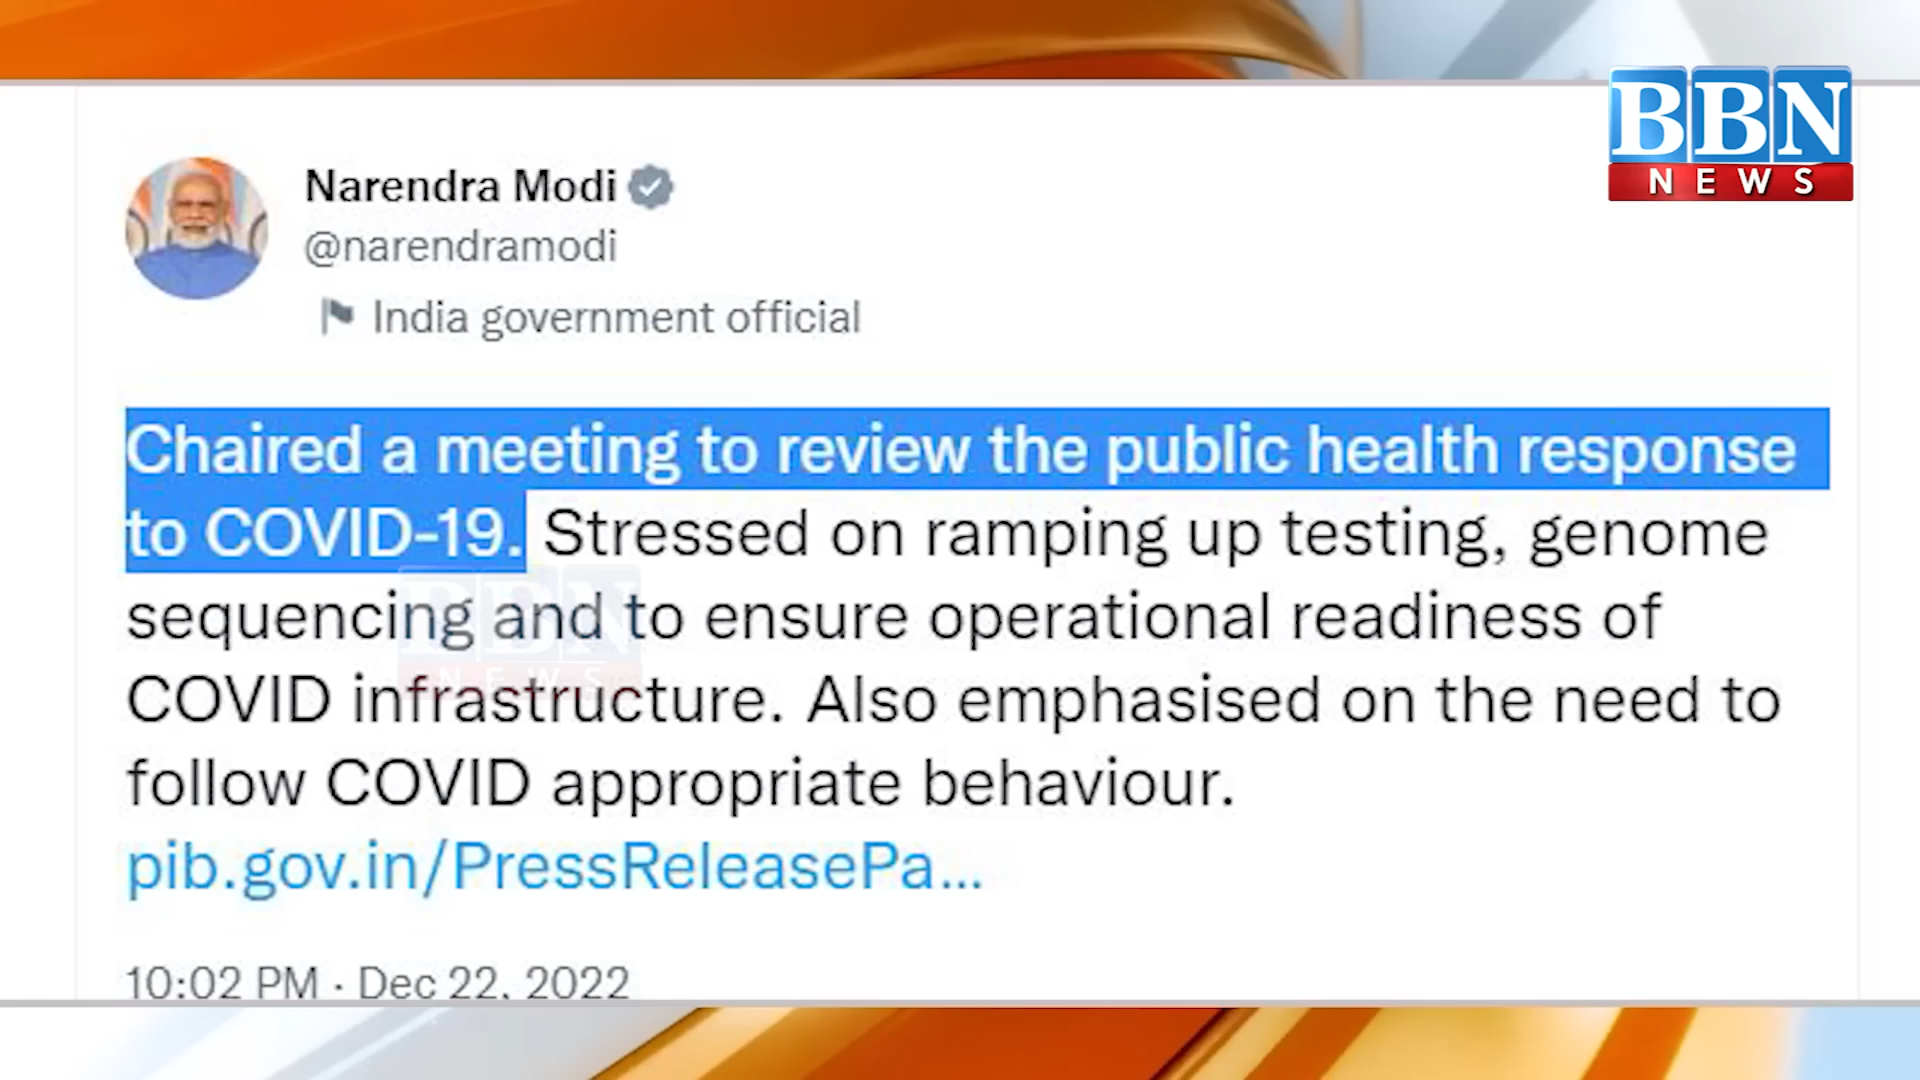 BBN
NEWS
Narendra Modi
@narendramodi
India government official
Chaired a meeting to review the public health response
to COVID-19. Stressed on ramping up testing, genome
sequencing and to ensure operational readiness of
COVID infrastructure. Also emphasised on the need to
follow COVID appropriate behaviour.
pib.gov.in/PressReleasePa...
10:02 PM · Dec 22, 2022
BBN
NEWS